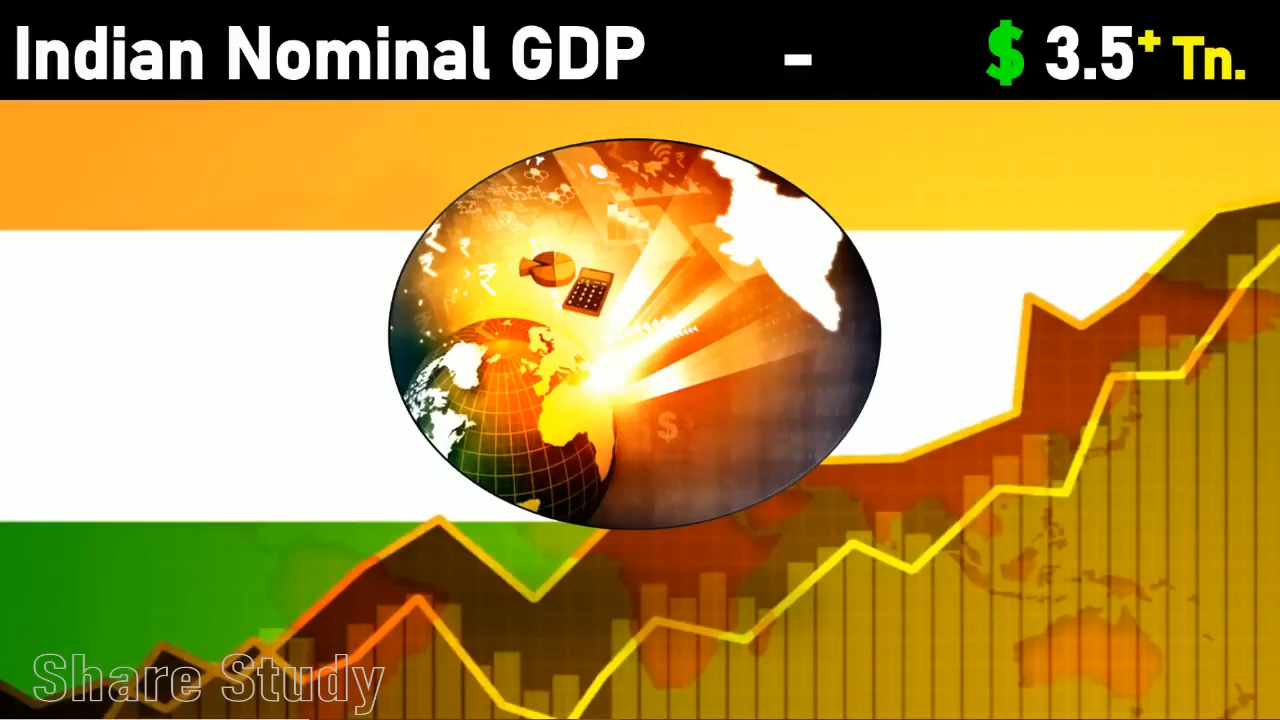 Indian Nominal GDP - $ 3.5+ Tn.
$
Share Study